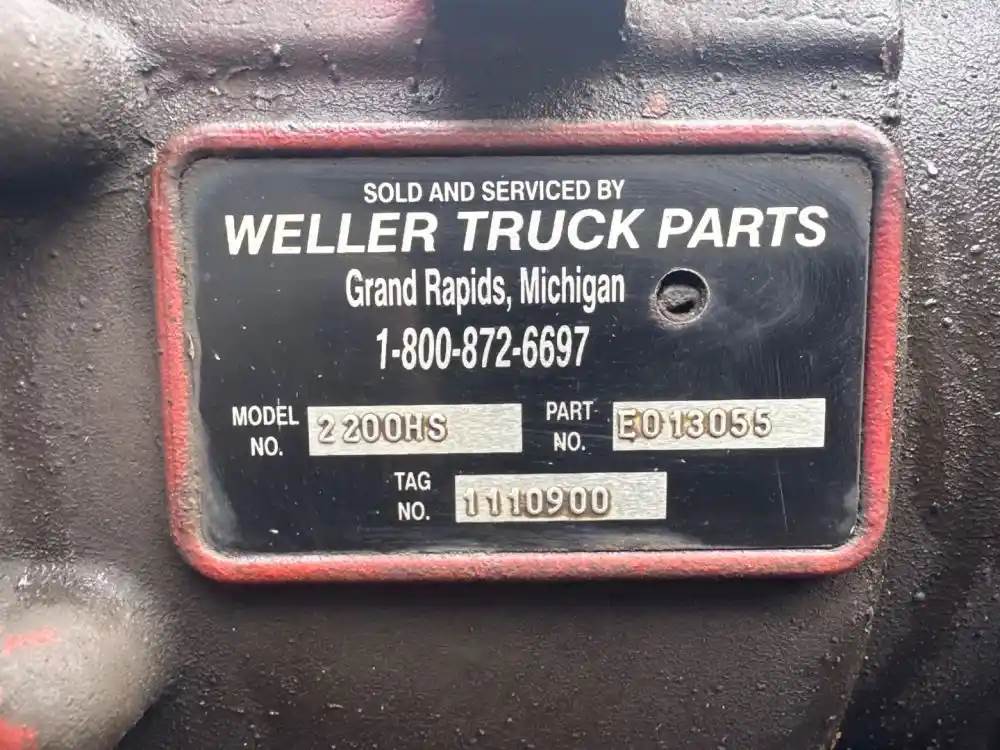 SOLD AND SERVICED BY
WELLER TRUCK PARTS
Grand Rapids, Michigan
1-800-872-6697
MODEL NO. 2200HS PART NO. E013055
TAG NO. 1110900